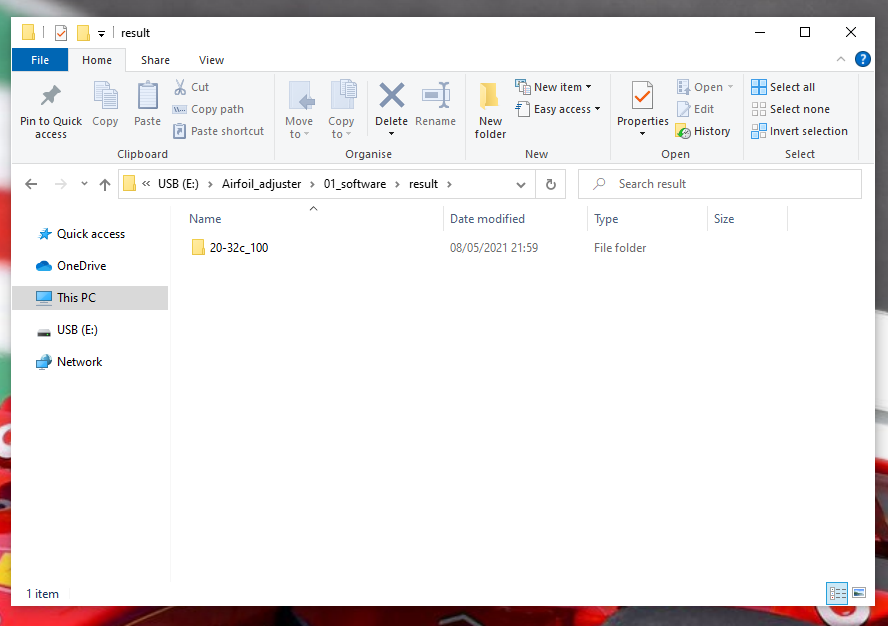 result
File Home Share View
?
Pin to Quick access
Copy
Paste
Cut
Copy path
Paste shortcut
Clipboard
Move to
Copy to
Delete
Rename
Organise
New folder
New item
Easy access
New
Properties
Open
Edit
History
Open
Select all
Select none
Invert selection
Select
« USB (E:) › Airfoil_adjuster › 01_software › result ›
Search result
Quick access
OneDrive
This PC
USB (E:)
Network
Name Date modified Type Size
20-32c_100 08/05/2021 21:59 File folder
1 item